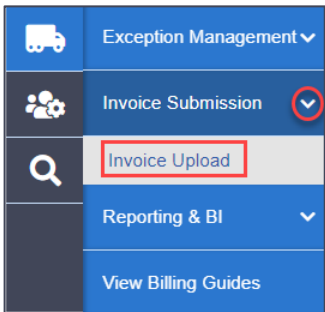 Exception Management
Invoice Submission
Invoice Upload
Reporting & BI
View Billing Guides